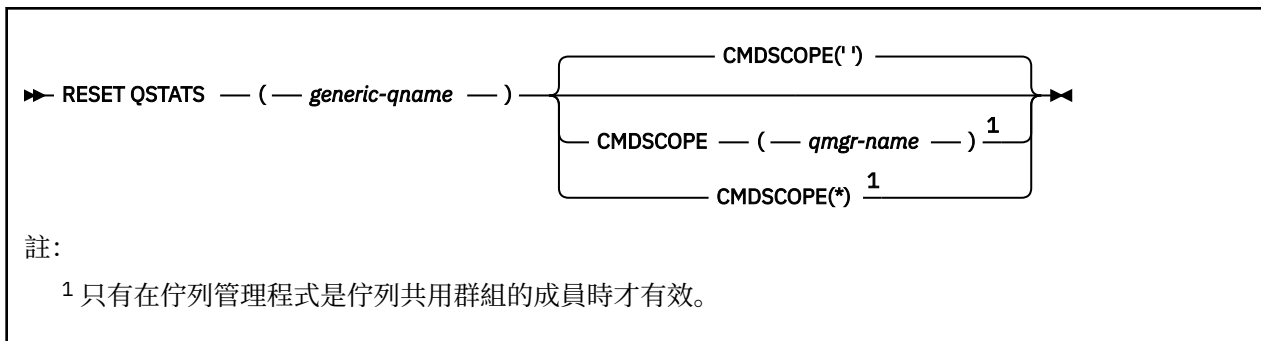 CMDSCOPE(' ')
RESET QSTATS ( generic-qname )
CMDSCOPE ( qmgr-name ) 1
CMDSCOPE(*) 1
註：
1 只有在佇列管理程式是佇列共用群組的成員時才有效。